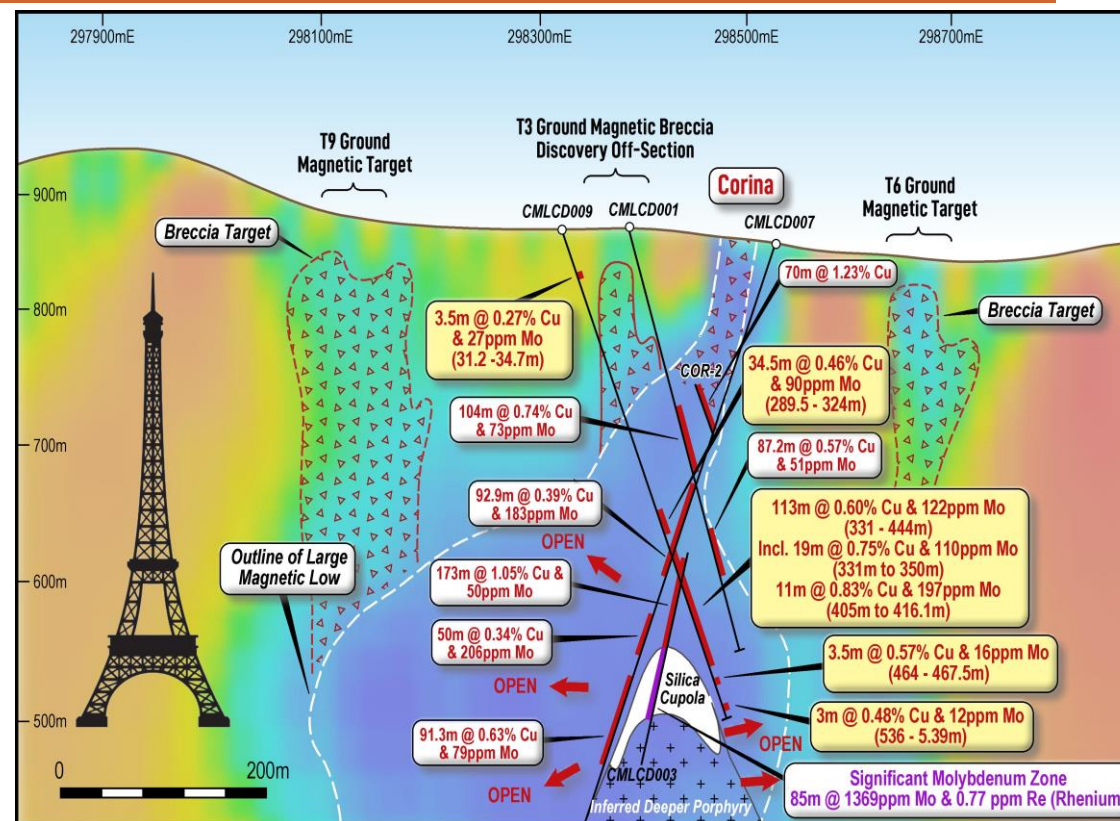 297900mE
298100mE
298300mE
298500mE
298700mE
T9 Ground
Magnetic Target
T3 Ground Magnetic Breccia
Discovery Off-Section
Corina
T6 Ground
Magnetic Target
900m
800m
700m
600m
500m
CMLCD009
CMLCD001
CMLCD007
Breccia Target
70m @ 1.23% Cu
Breccia Target
3.5m @ 0.27% Cu
& 27ppm Mo
(31.2 -34.7m)
34.5m @ 0.46% Cu
& 90ppm Mo
(289.5 - 324m)
COR-2
104m @ 0.74% Cu
& 73ppm Mo
87.2m @ 0.57% Cu
& 51ppm Mo
92.9m @ 0.39% Cu
& 183ppm Mo
OPEN
113m @ 0.60% Cu & 122ppm Mo
(331 - 444m)
Incl. 19m @ 0.75% Cu & 110ppm Mo
(331m to 350m)
11m @ 0.83% Cu & 197ppm Mo
(405m to 416.1m)
Outline of Large
Magnetic Low
173m @ 1.05% Cu &
50ppm Mo
50m @ 0.34% Cu
& 206ppm Mo
3.5m @ 0.57% Cu & 16ppm Mo
(464 - 467.5m)
OPEN
Silica
Cupola
3m @ 0.48% Cu & 12ppm Mo
(536 - 5.39m)
91.3m @ 0.63% Cu
& 79ppm Mo
OPEN
OPEN
CMLCD003
Significant Molybdenum Zone
85m @ 1369ppm Mo & 0.77 ppm Re (Rhenium
Inferred Deeper Porphyry
0
200m